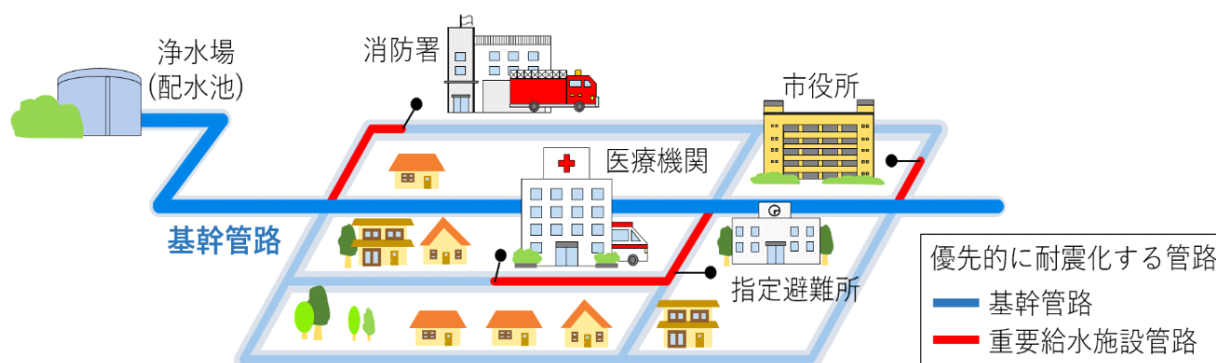 浄水場
(配水池)
消防署
市役所
医療機関
基幹管路
指定避難所
優先的に耐震化する管路
基幹管路
重要給水施設管路